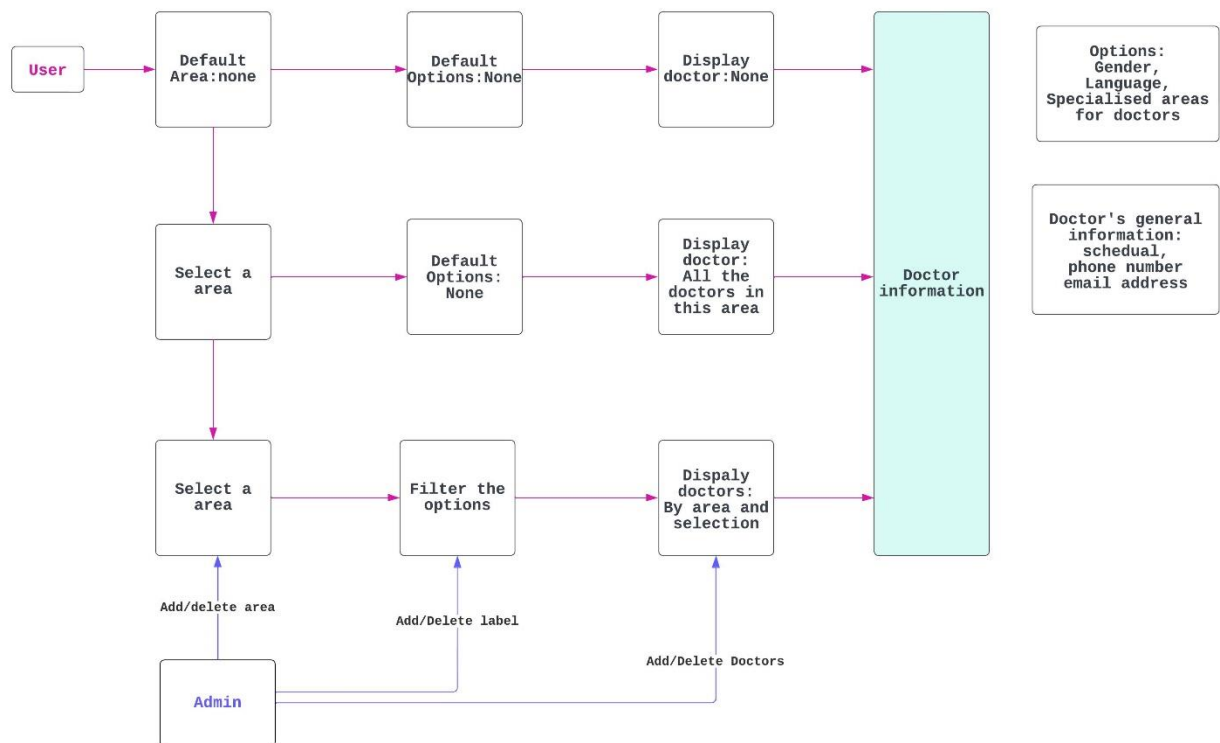 User
Default
Area:none
Default
Options:None
Display
doctor:None
Options:
Gender,
Language,
Specialised areas
for doctors
Select a
area
Default
Options:
None
Display
doctor:
All the
doctors in
this area
Doctor
information
Doctor's general
information:
schedual,
phone number
email address
Select a
area
Filter the
options
Dispaly
doctors:
By area and
selection
Add/delete area
Add/Delete label
Add/Delete Doctors
Admin